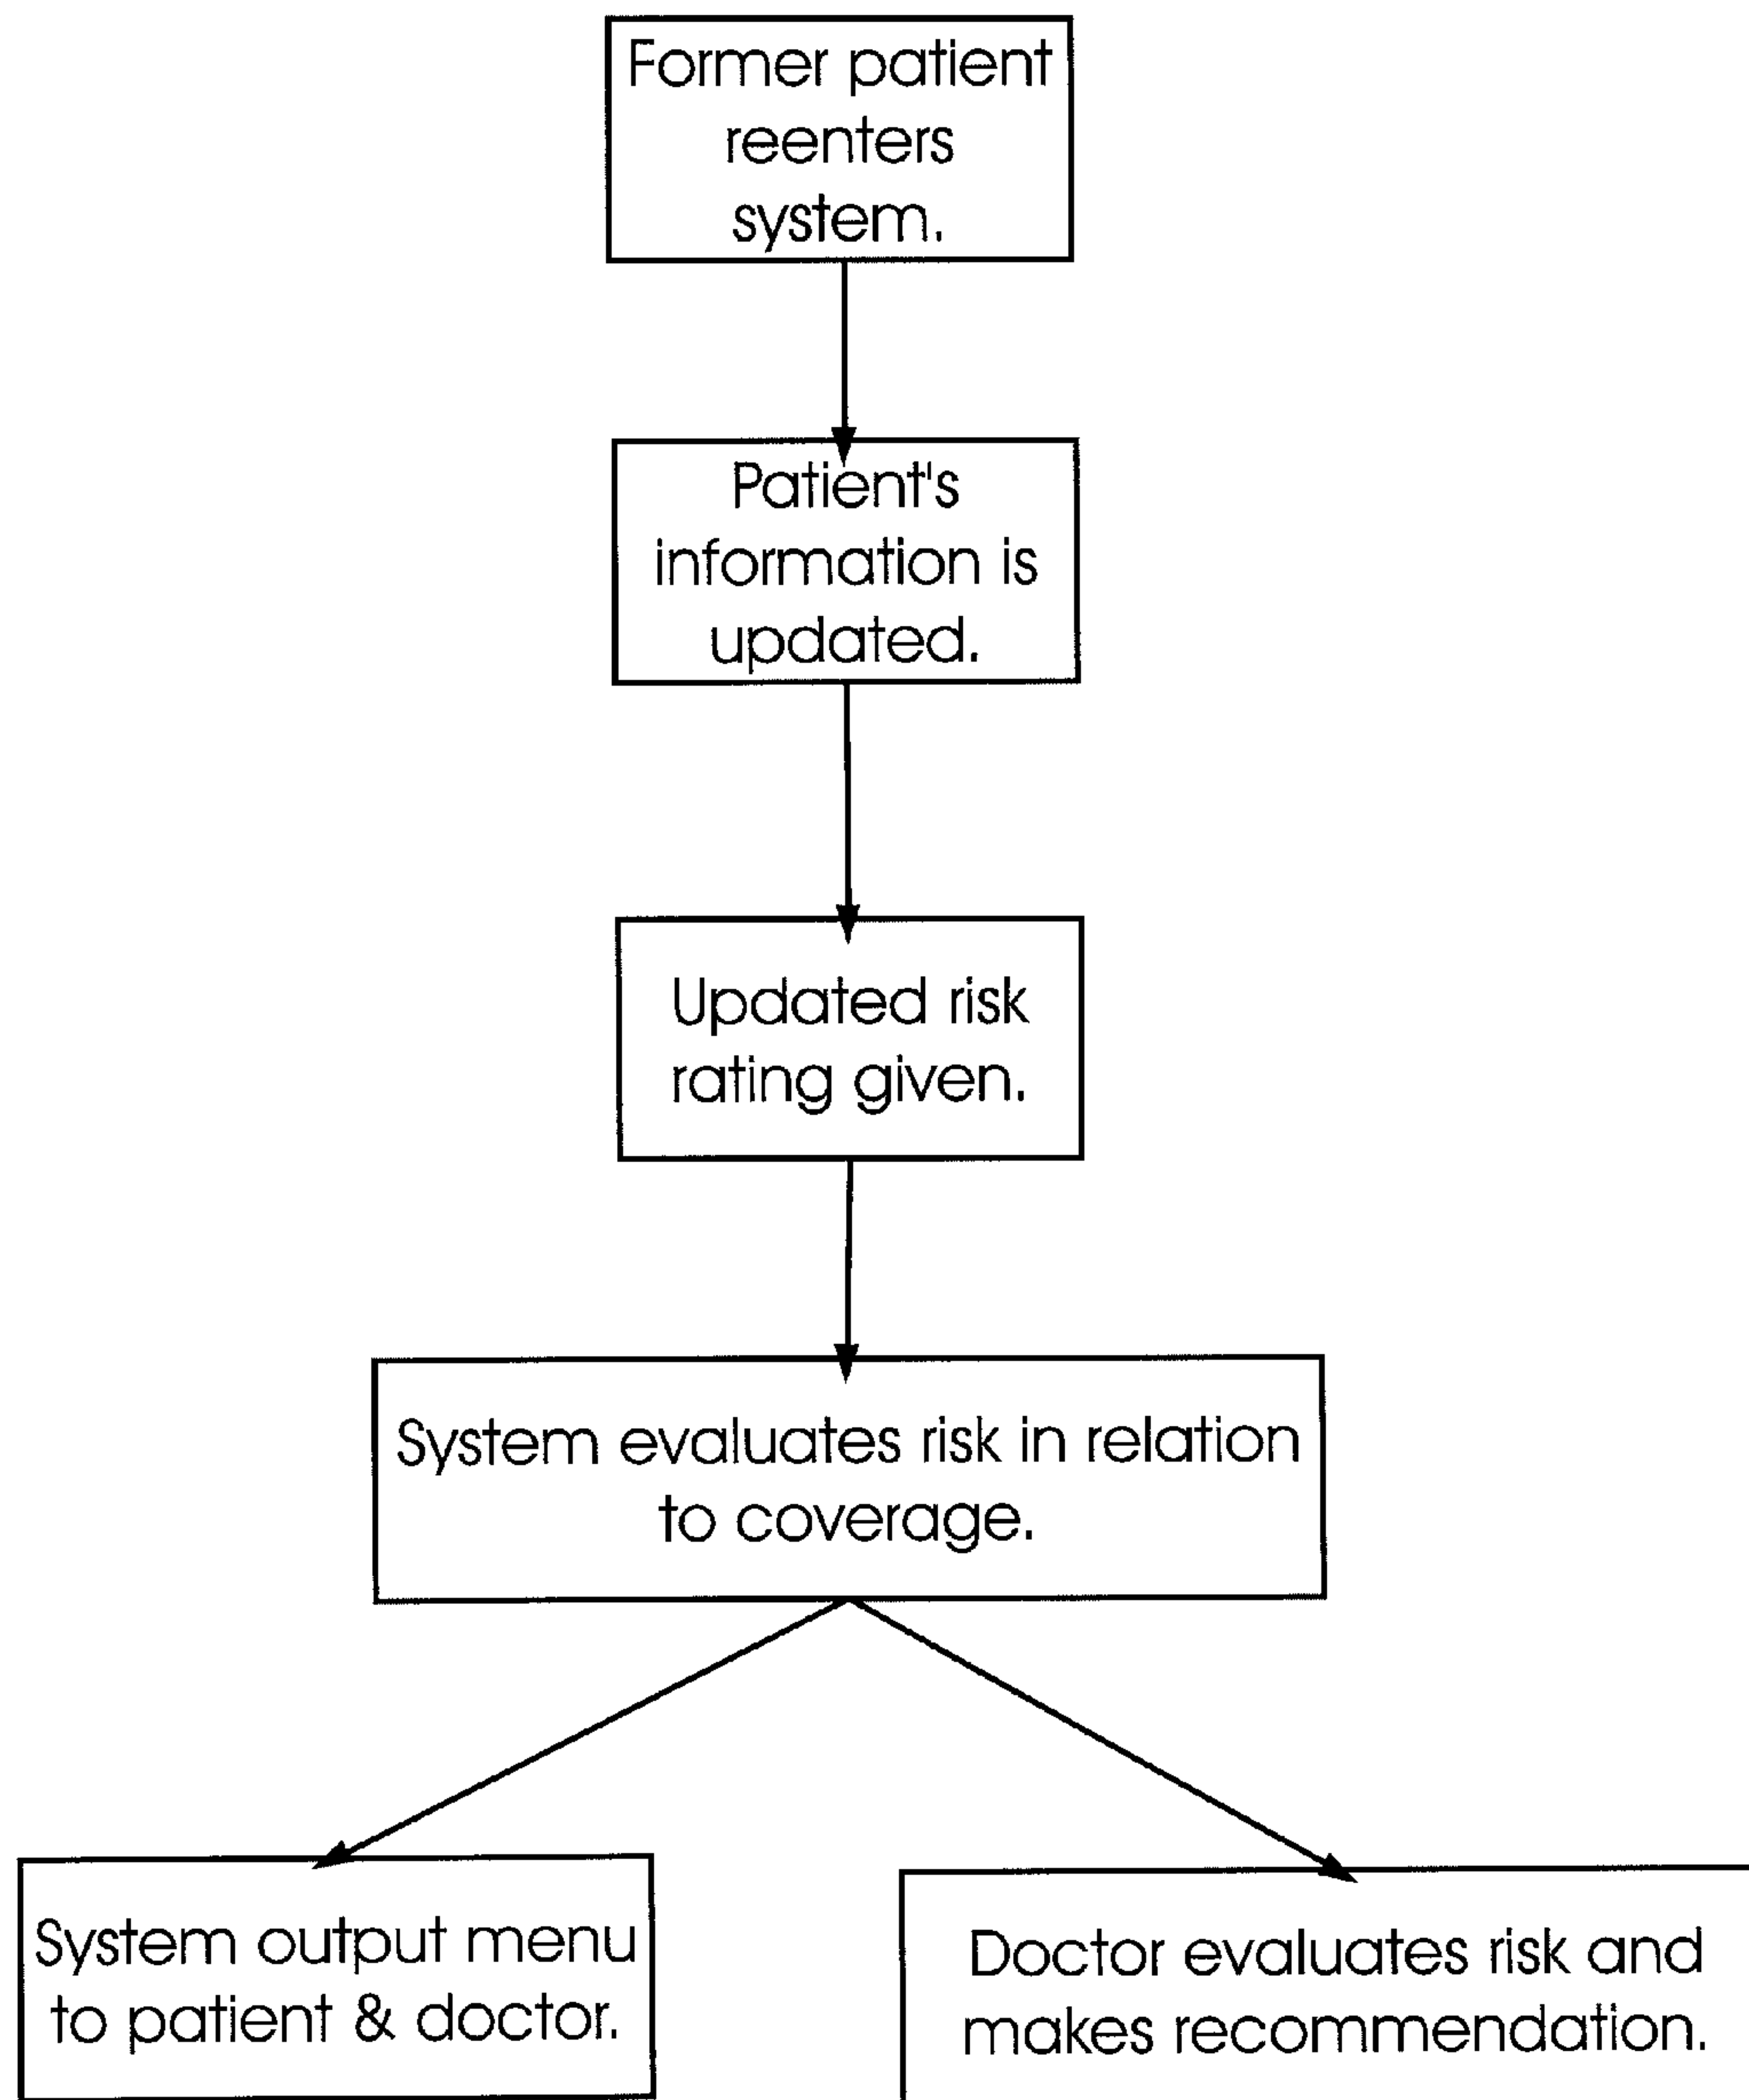 Former patient
reenters
system.
Patient's
information is
updated.
Updated risk
rating given.
System evaluates risk in relation
to coverage.
System output menu
to patient & doctor.
Doctor evaluates risk and
makes recommendation.